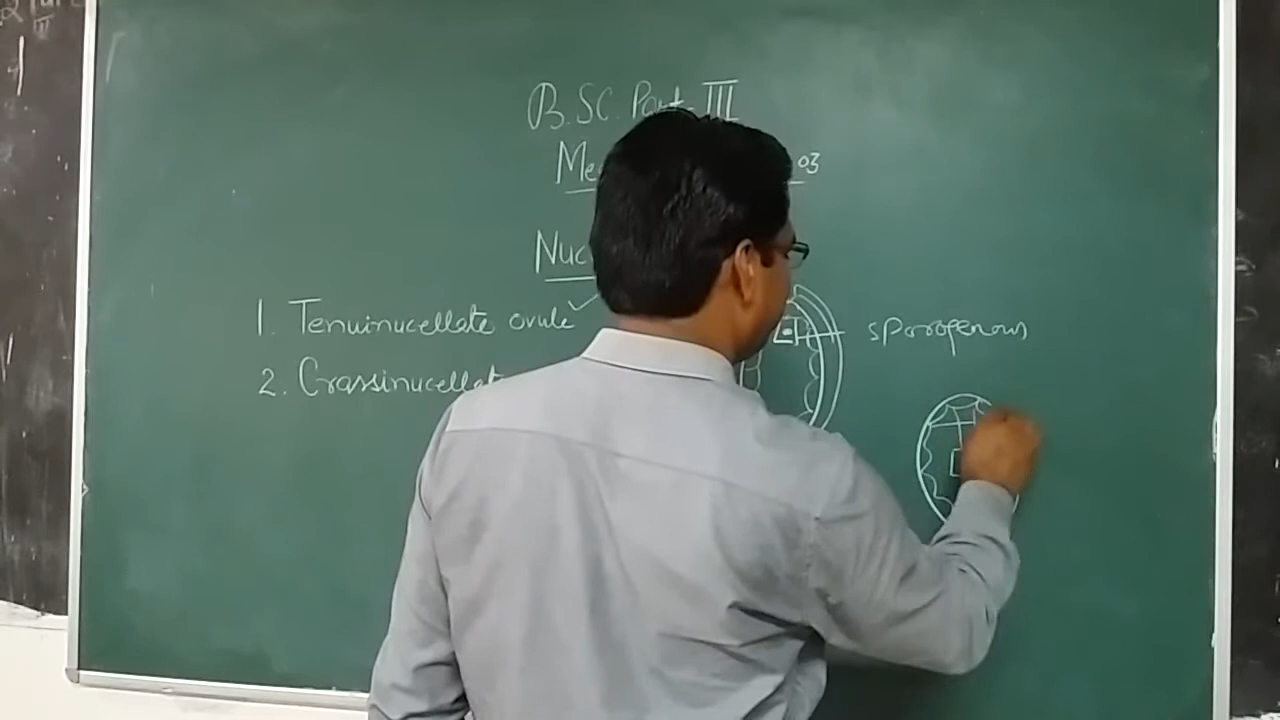 B.SC. Part-III
Me 03
Nuc
1. Tenuinucellate ovule ✓
sporogenous
2. Crassinucellat